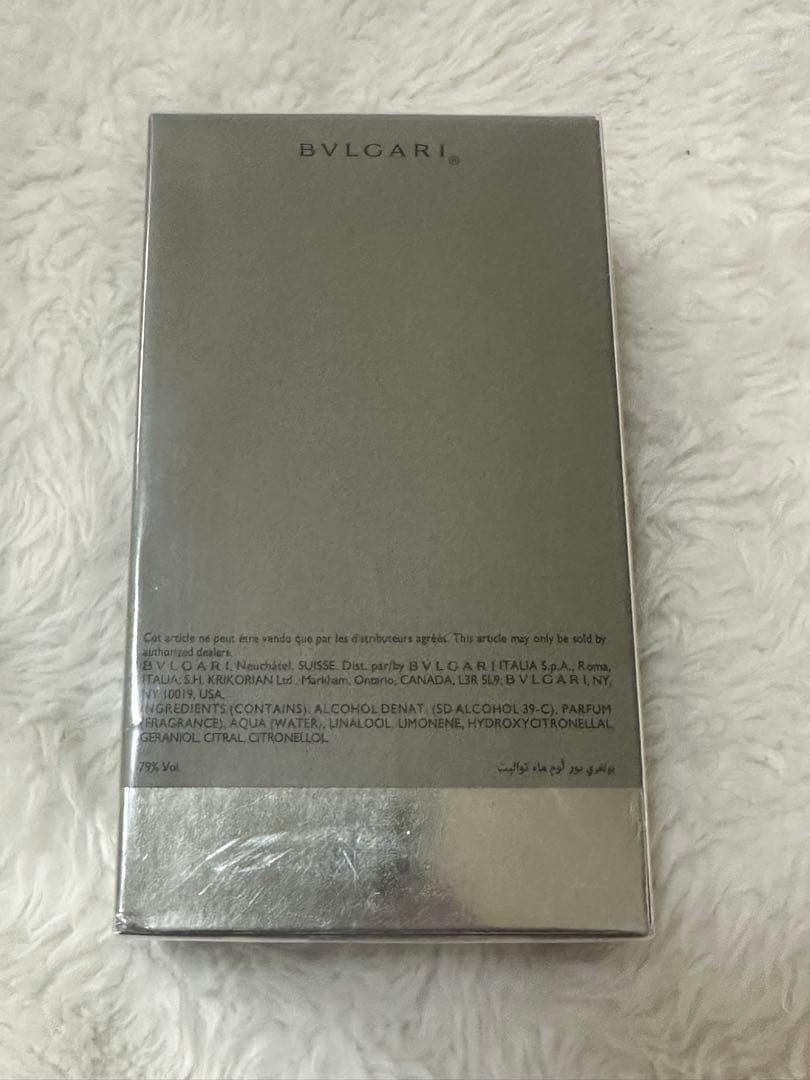 BVLGARI®
Cet article ne peut être vendu que par les distributeurs agréés. This article may only be sold by
authorized dealers.
BVLGARI, Neuchâtel, SUISSE. Dist. par/by BVLGARI ITALIA S.p.A., Roma,
ITALIA. S.H. KRIKORIAN Ltd., Markham, Ontario, CANADA, L3R 5L9. BVLGARI, NY,
NY 10019, USA.
INGREDIENTS (CONTAINS). ALCOHOL DENAT. (SD ALCOHOL 39-C), PARFUM
(FRAGRANCE), AQUA (WATER), LINALOOL, LIMONENE, HYDROXYCITRONELLAL,
GERANIOL, CITRAL, CITRONELLOL.
79% Vol
بولغري بور أوم ماء تواليت